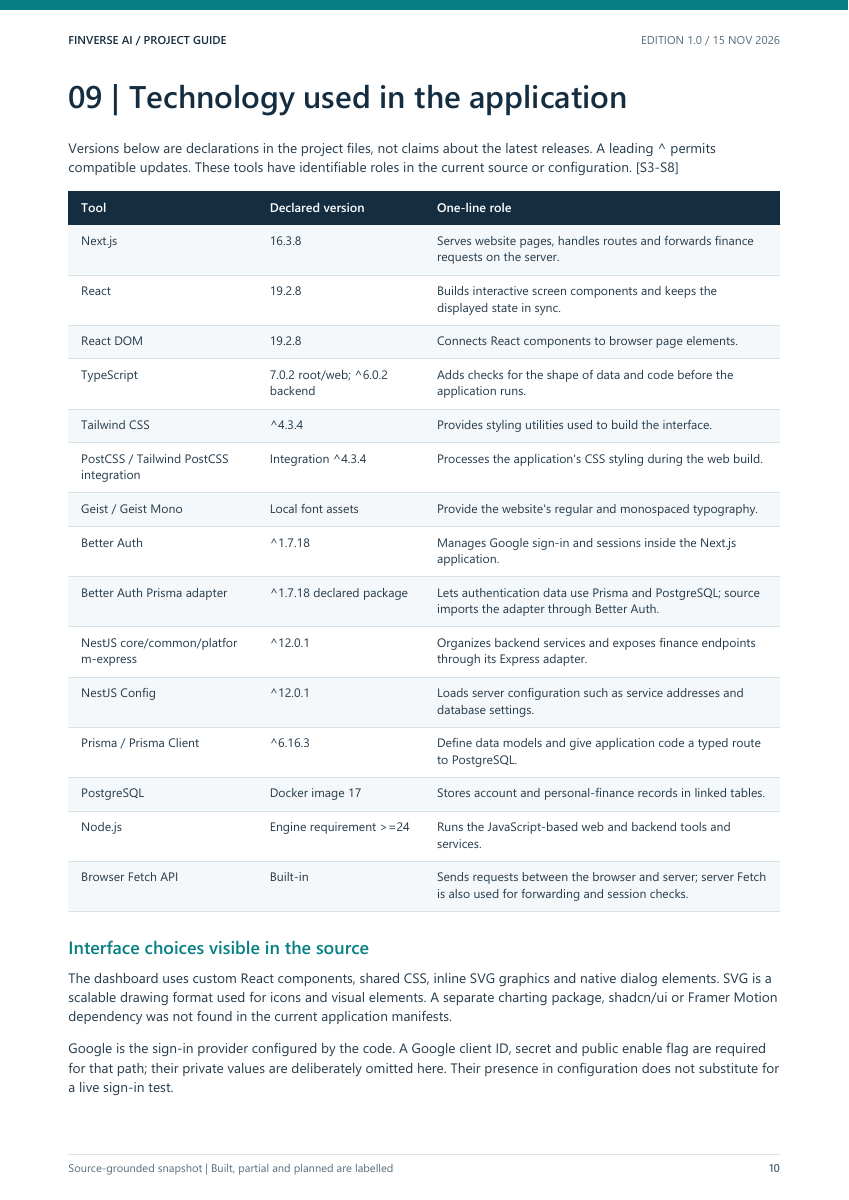 FINVERSE AI / PROJECT GUIDE
EDITION 1.0 / 15 NOV 2026
09 | Technology used in the application
Versions below are declarations in the project files, not claims about the latest releases. A leading ^ permits
compatible updates. These tools have identifiable roles in the current source or configuration. [S3-S8]
Tool Declared version One-line role
Next.js 16.3.8 Serves website pages, handles routes and forwards finance
requests on the server.
React 19.2.8 Builds interactive screen components and keeps the
displayed state in sync.
React DOM 19.2.8 Connects React components to browser page elements.
TypeScript 7.0.2 root/web; ^6.0.2 Adds checks for the shape of data and code before the
backend application runs.
Tailwind CSS ^4.3.4 Provides styling utilities used to build the interface.
PostCSS / Tailwind PostCSS Integration ^4.3.4 Processes the application's CSS styling during the web build.
integration
Geist / Geist Mono Local font assets Provide the website's regular and monospaced typography.
Better Auth ^1.7.18 Manages Google sign-in and sessions inside the Next.js
application.
Better Auth Prisma adapter ^1.7.18 declared package Lets authentication data use Prisma and PostgreSQL; source
imports the adapter through Better Auth.
NestJS core/common/platfor ^12.0.1 Organizes backend services and exposes finance endpoints
m-express through its Express adapter.
NestJS Config ^12.0.1 Loads server configuration such as service addresses and
database settings.
Prisma / Prisma Client ^6.16.3 Define data models and give application code a typed route
to PostgreSQL.
PostgreSQL Docker image 17 Stores account and personal-finance records in linked tables.
Node.js Engine requirement >=24 Runs the JavaScript-based web and backend tools and
services.
Browser Fetch API Built-in Sends requests between the browser and server; server Fetch
is also used for forwarding and session checks.
Interface choices visible in the source
The dashboard uses custom React components, shared CSS, inline SVG graphics and native dialog elements. SVG is a
scalable drawing format used for icons and visual elements. A separate charting package, shadcn/ui or Framer Motion
dependency was not found in the current application manifests.
Google is the sign-in provider configured by the code. A Google client ID, secret and public enable flag are required
for that path; their private values are deliberately omitted here. Their presence in configuration does not substitute for
a live sign-in test.
Source-grounded snapshot | Built, partial and planned are labelled
10